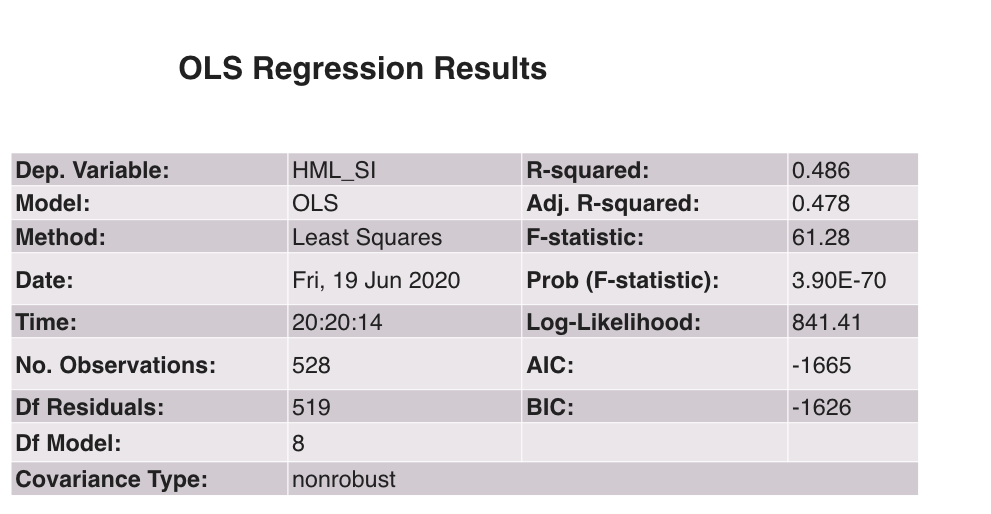 OLS Regression Results
Dep. Variable: HML_SI R-squared: 0.486
Model: OLS Adj. R-squared: 0.478
Method: Least Squares F-statistic: 61.28
Date: Fri, 19 Jun 2020 Prob (F-statistic): 3.90E-70
Time: 20:20:14 Log-Likelihood: 841.41
No. Observations: 528 AIC: -1665
Df Residuals: 519 BIC: -1626
Df Model: 8
Covariance Type: nonrobust